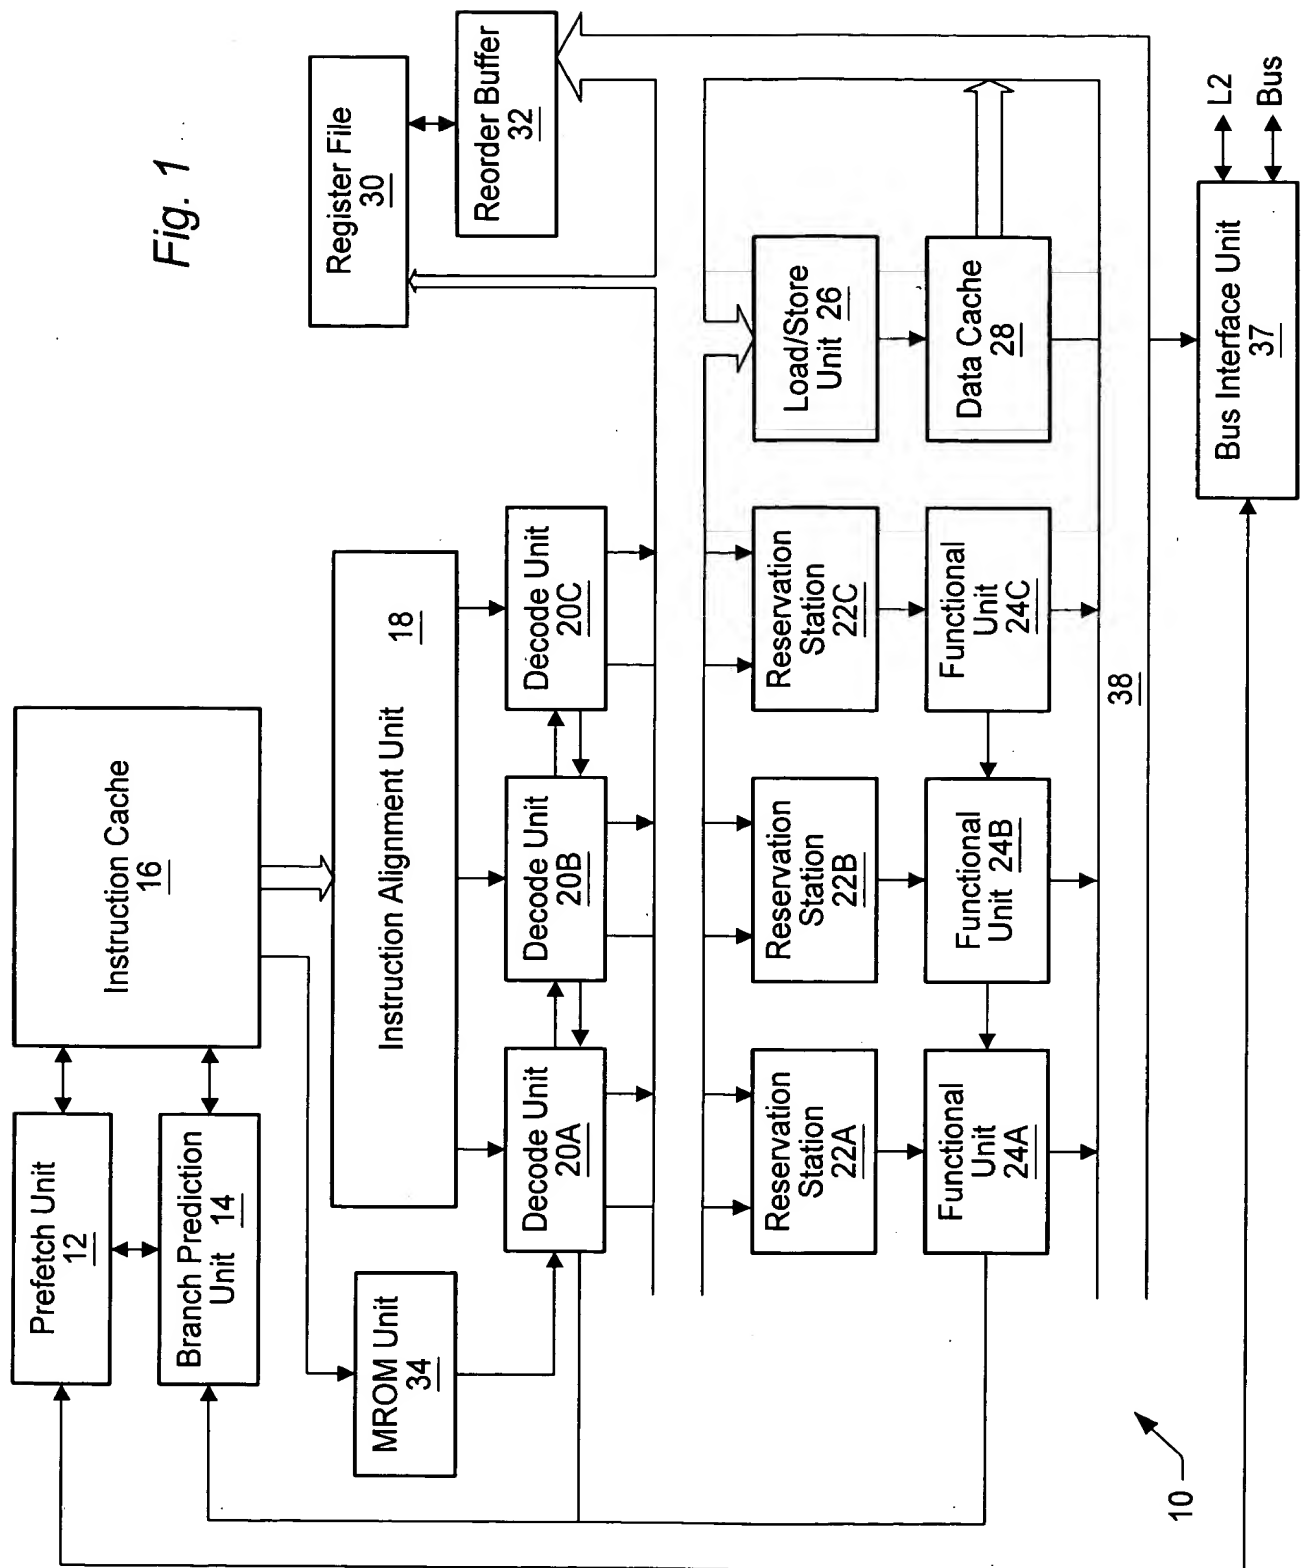 Fig. 1
Prefetch Unit
12
Branch Prediction
Unit 14
Instruction Cache
16
Register File
30
Reorder Buffer
32
MROM Unit
34
Instruction Alignment Unit
18
Decode Unit
20A
Decode Unit
20B
Decode Unit
20C
Reservation
Station
22A
Reservation
Station
22B
Reservation
Station
22C
Load/Store
Unit 26
Functional
Unit
24A
Functional
Unit 24B
Functional
Unit
24C
Data Cache
28
38
Bus Interface Unit
37
L2
Bus
10